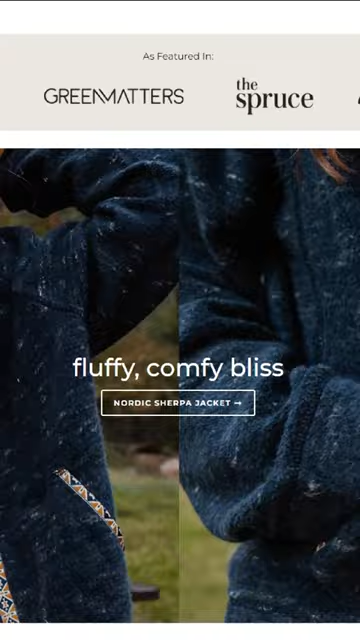 As Featured In:
GREENMATTERS
the
spruce
fluffy, comfy bliss
NORDIC SHERPA JACKET →